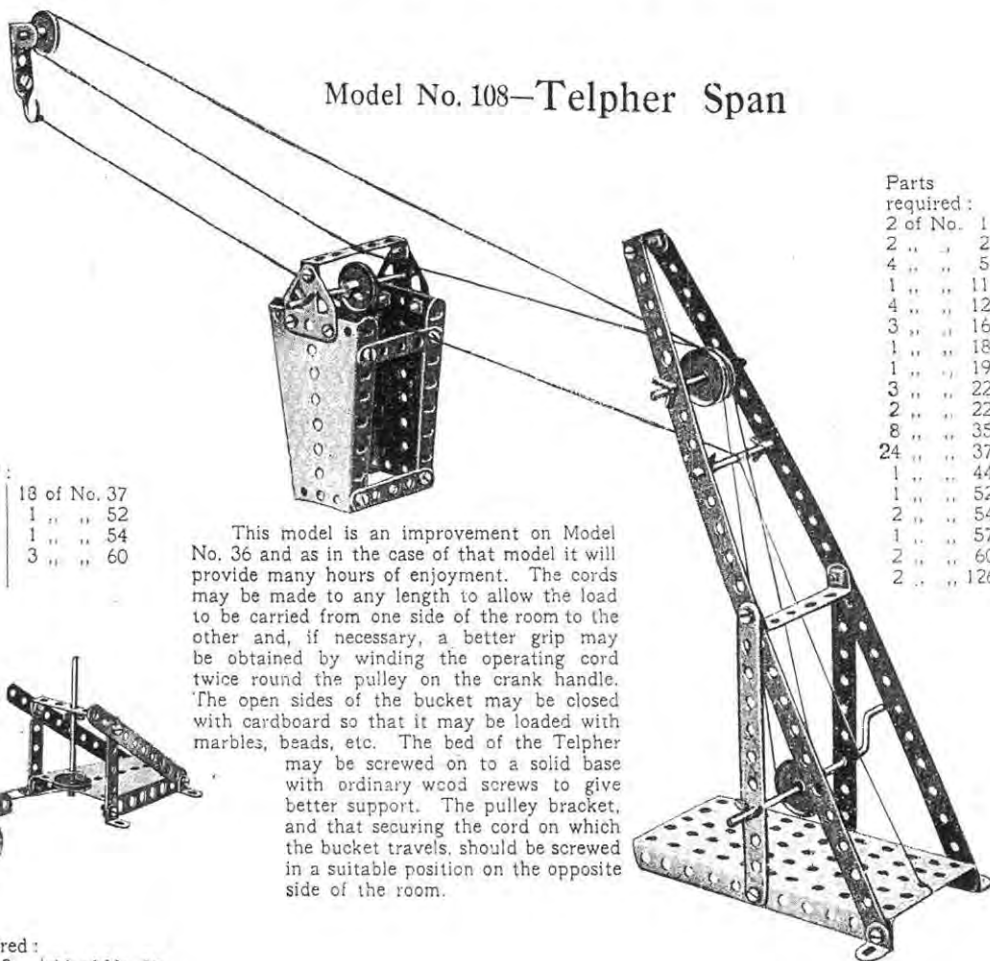 Model No. 108—Telpher Span
Parts
required :
2 of No. 1
2 „ „ 2
4 „ „ 5
1 „ „ 11
4 „ „ 12
3 „ „ 16
1 „ „ 18
1 „ „ 19
3 „ „ 22
2 „ „ 22
8 „ „ 35
24 „ „ 37
1 „ „ 44
1 „ „ 52
2 „ „ 54
1 „ „ 57
2 „ „ 60
2 „ „ 126
:
18 of No. 37
1 „ „ 52
1 „ „ 54
3 „ „ 60
This model is an improvement on Model
No. 36 and as in the case of that model it will
provide many hours of enjoyment. The cords
may be made to any length to allow the load
to be carried from one side of the room to the
other and, if necessary, a better grip may
be obtained by winding the operating cord
twice round the pulley on the crank handle.
The open sides of the bucket may be closed
with cardboard so that it may be loaded with
marbles, beads, etc. The bed of the Telpher
may be screwed on to a solid base
with ordinary wood screws to give
better support. The pulley bracket,
and that securing the cord on which
the bucket travels, should be screwed
in a suitable position on the opposite
side of the room.
red :